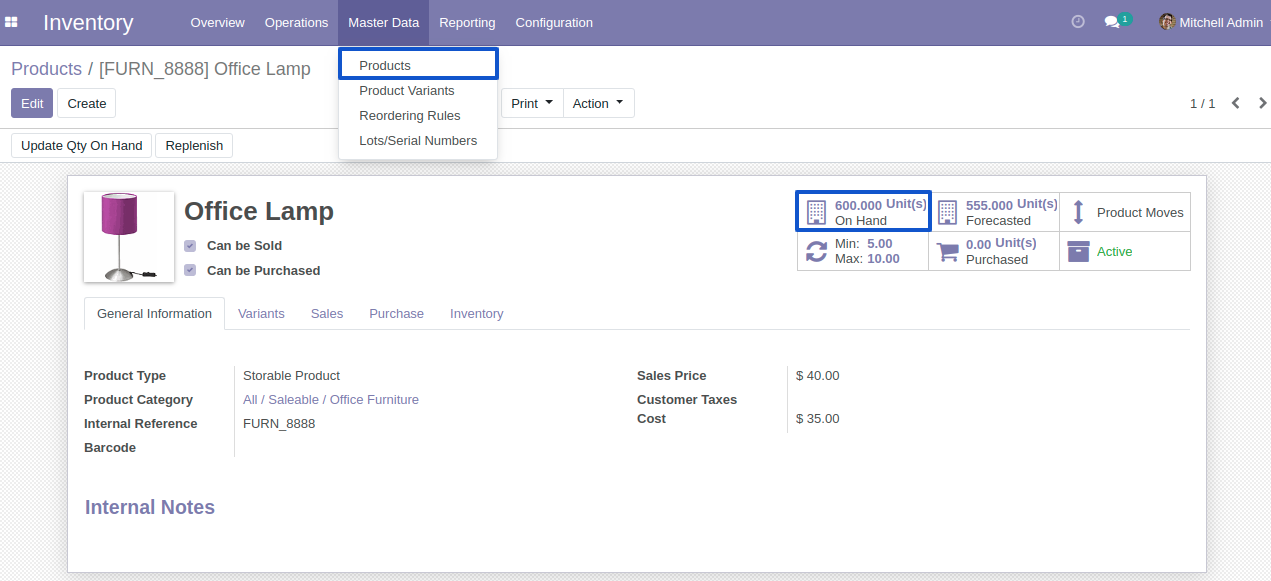 Inventory Overview Operations Master Data Reporting Configuration 1 Mitchell Admin
Products / [FURN_8888] Office Lamp
Products
Product Variants
Reordering Rules
Lots/Serial Numbers
Edit Create Print Action 1 / 1
Update Qty On Hand Replenish
Office Lamp
Can be Sold
Can be Purchased
600.000 Unit(s)
On Hand
555.000 Unit(s)
Forecasted
Product Moves
Min: 5.00
Max: 10.00
0.00 Unit(s)
Purchased
Active
General Information Variants Sales Purchase Inventory
Product Type Storable Product
Product Category All / Saleable / Office Furniture
Internal Reference FURN_8888
Barcode
Sales Price $ 40.00
Customer Taxes
Cost $ 35.00
Internal Notes